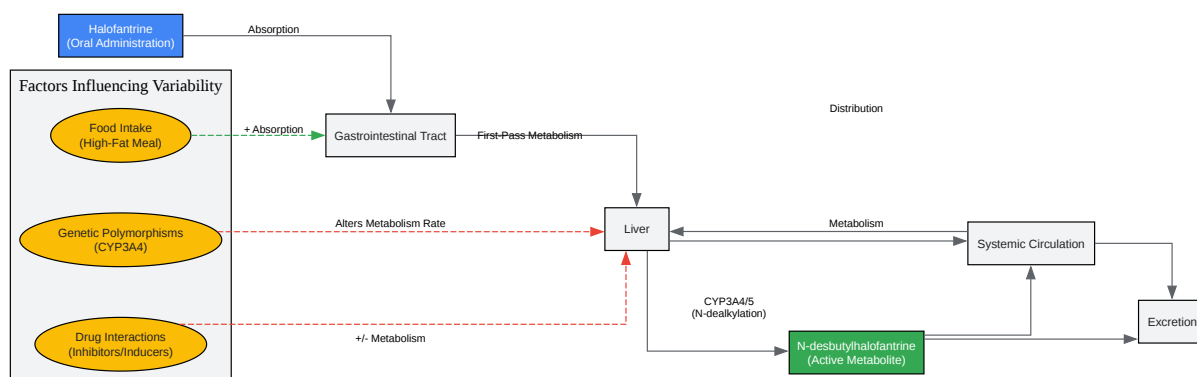 Halofantrine
(Oral Administration)
Absorption
Factors Influencing Variability
Food Intake
(High-Fat Meal)
+ Absorption
Gastrointestinal Tract
First-Pass Metabolism
Distribution
Genetic Polymorphisms
(CYP3A4)
Alters Metabolism Rate
Liver
Metabolism
Systemic Circulation
CYP3A4/5
(N-dealkylation)
Excretion
Drug Interactions
(Inhibitors/Inducers)
+/- Metabolism
N-desbutylhalofantrine
(Active Metabolite)